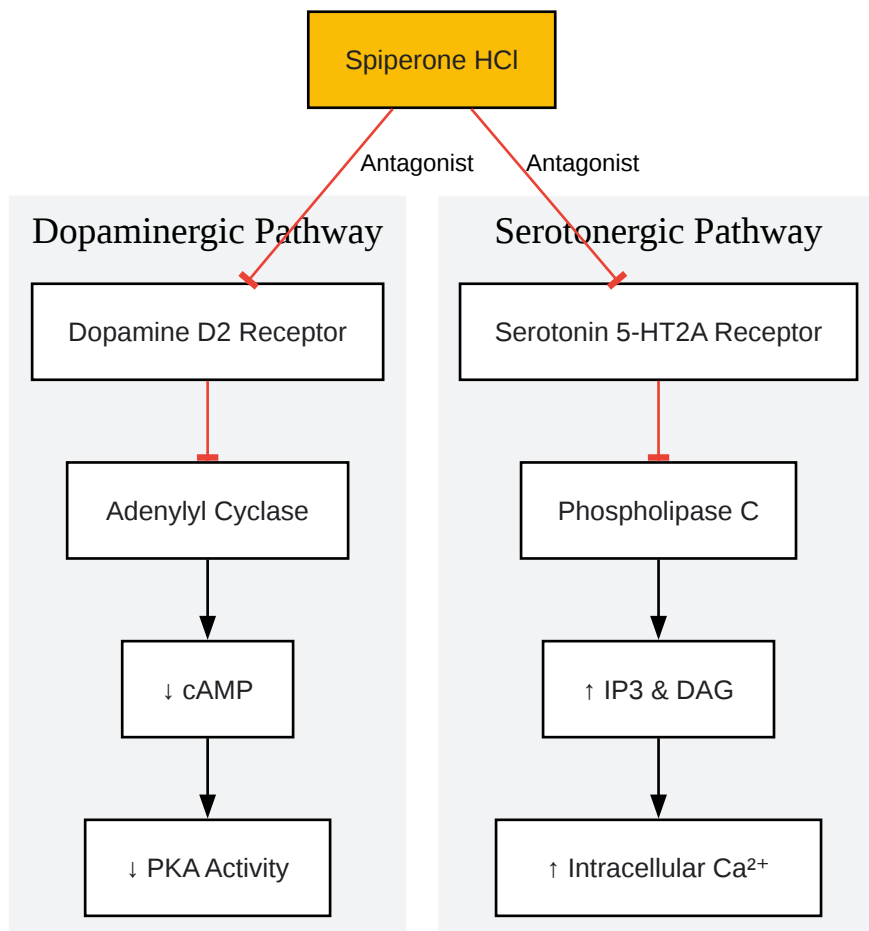 Spiperone HCl
Antagonist
Antagonist
Dopaminergic Pathway
Dopamine D2 Receptor
Adenylyl Cyclase
↓ cAMP
↓ PKA Activity
Serotonergic Pathway
Serotonin 5-HT2A Receptor
Phospholipase C
↑ IP3 & DAG
↑ Intracellular Ca²⁺